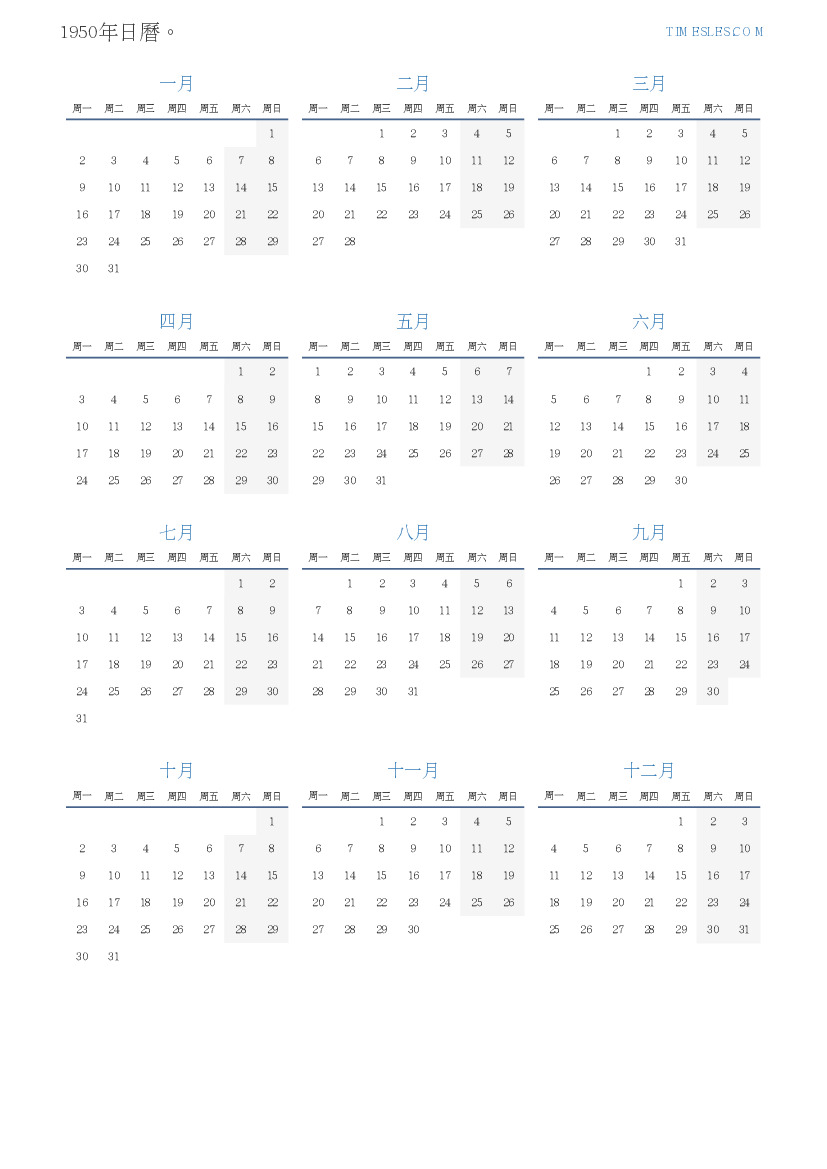 1950年日曆。 TIMESLES.COM
一月 二月 三月
周一 周二 周三 周四 周五 周六 周日 周一 周二 周三 周四 周五 周六 周日 周一 周二 周三 周四 周五 周六 周日
1 1 2 3 4 5 1 2 3 4 5
2 3 4 5 6 7 8 6 7 8 9 10 11 12 6 7 8 9 10 11 12
9 10 11 12 13 14 15 13 14 15 16 17 18 19 13 14 15 16 17 18 19
16 17 18 19 20 21 22 20 21 22 23 24 25 26 20 21 22 23 24 25 26
23 24 25 26 27 28 29 27 28 27 28 29 30 31
30 31
四月 五月 六月
周一 周二 周三 周四 周五 周六 周日 周一 周二 周三 周四 周五 周六 周日 周一 周二 周三 周四 周五 周六 周日
1 2 1 2 3 4 5 6 7 1 2 3 4
3 4 5 6 7 8 9 8 9 10 11 12 13 14 5 6 7 8 9 10 11
10 11 12 13 14 15 16 15 16 17 18 19 20 21 12 13 14 15 16 17 18
17 18 19 20 21 22 23 22 23 24 25 26 27 28 19 20 21 22 23 24 25
24 25 26 27 28 29 30 29 30 31 26 27 28 29 30
七月 八月 九月
周一 周二 周三 周四 周五 周六 周日 周一 周二 周三 周四 周五 周六 周日 周一 周二 周三 周四 周五 周六 周日
1 2 1 2 3 4 5 6 1 2 3
3 4 5 6 7 8 9 7 8 9 10 11 12 13 4 5 6 7 8 9 10
10 11 12 13 14 15 16 14 15 16 17 18 19 20 11 12 13 14 15 16 17
17 18 19 20 21 22 23 21 22 23 24 25 26 27 18 19 20 21 22 23 24
24 25 26 27 28 29 30 28 29 30 31 25 26 27 28 29 30
31
十月 十一月 十二月
周一 周二 周三 周四 周五 周六 周日 周一 周二 周三 周四 周五 周六 周日 周一 周二 周三 周四 周五 周六 周日
1 1 2 3 4 5 1 2 3
2 3 4 5 6 7 8 6 7 8 9 10 11 12 4 5 6 7 8 9 10
9 10 11 12 13 14 15 13 14 15 16 17 18 19 11 12 13 14 15 16 17
16 17 18 19 20 21 22 20 21 22 23 24 25 26 18 19 20 21 22 23 24
23 24 25 26 27 28 29 27 28 29 30 25 26 27 28 29 30 31
30 31